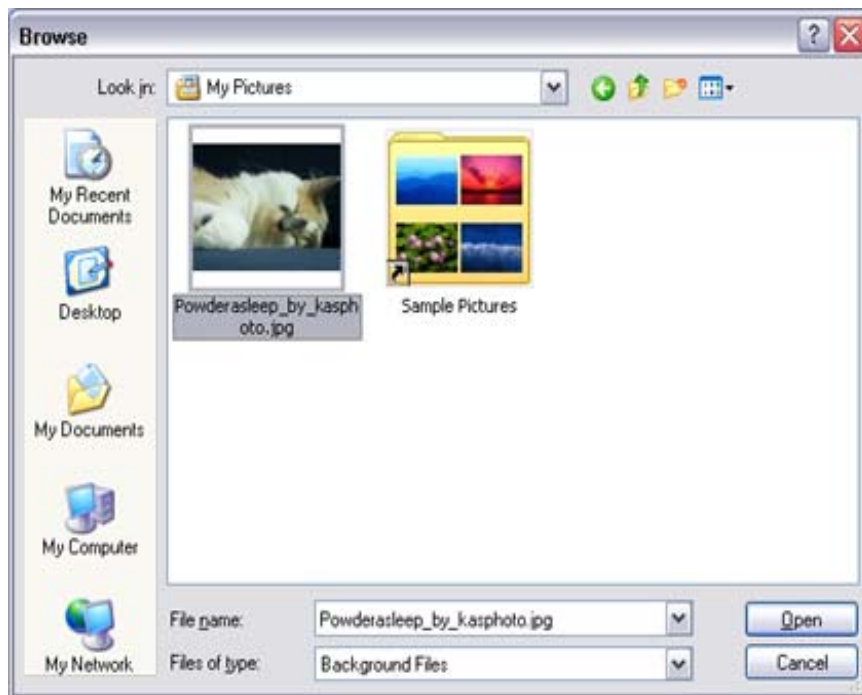 Browse
Look in:
My Pictures
My Recent
Documents
Desktop
My Documents
My Computer
My Network
Powderasleep_by_kasph
oto.jpg
Sample Pictures
File name:
Powderasleep_by_kasphoto.jpg
Open
Files of type:
Background Files
Cancel